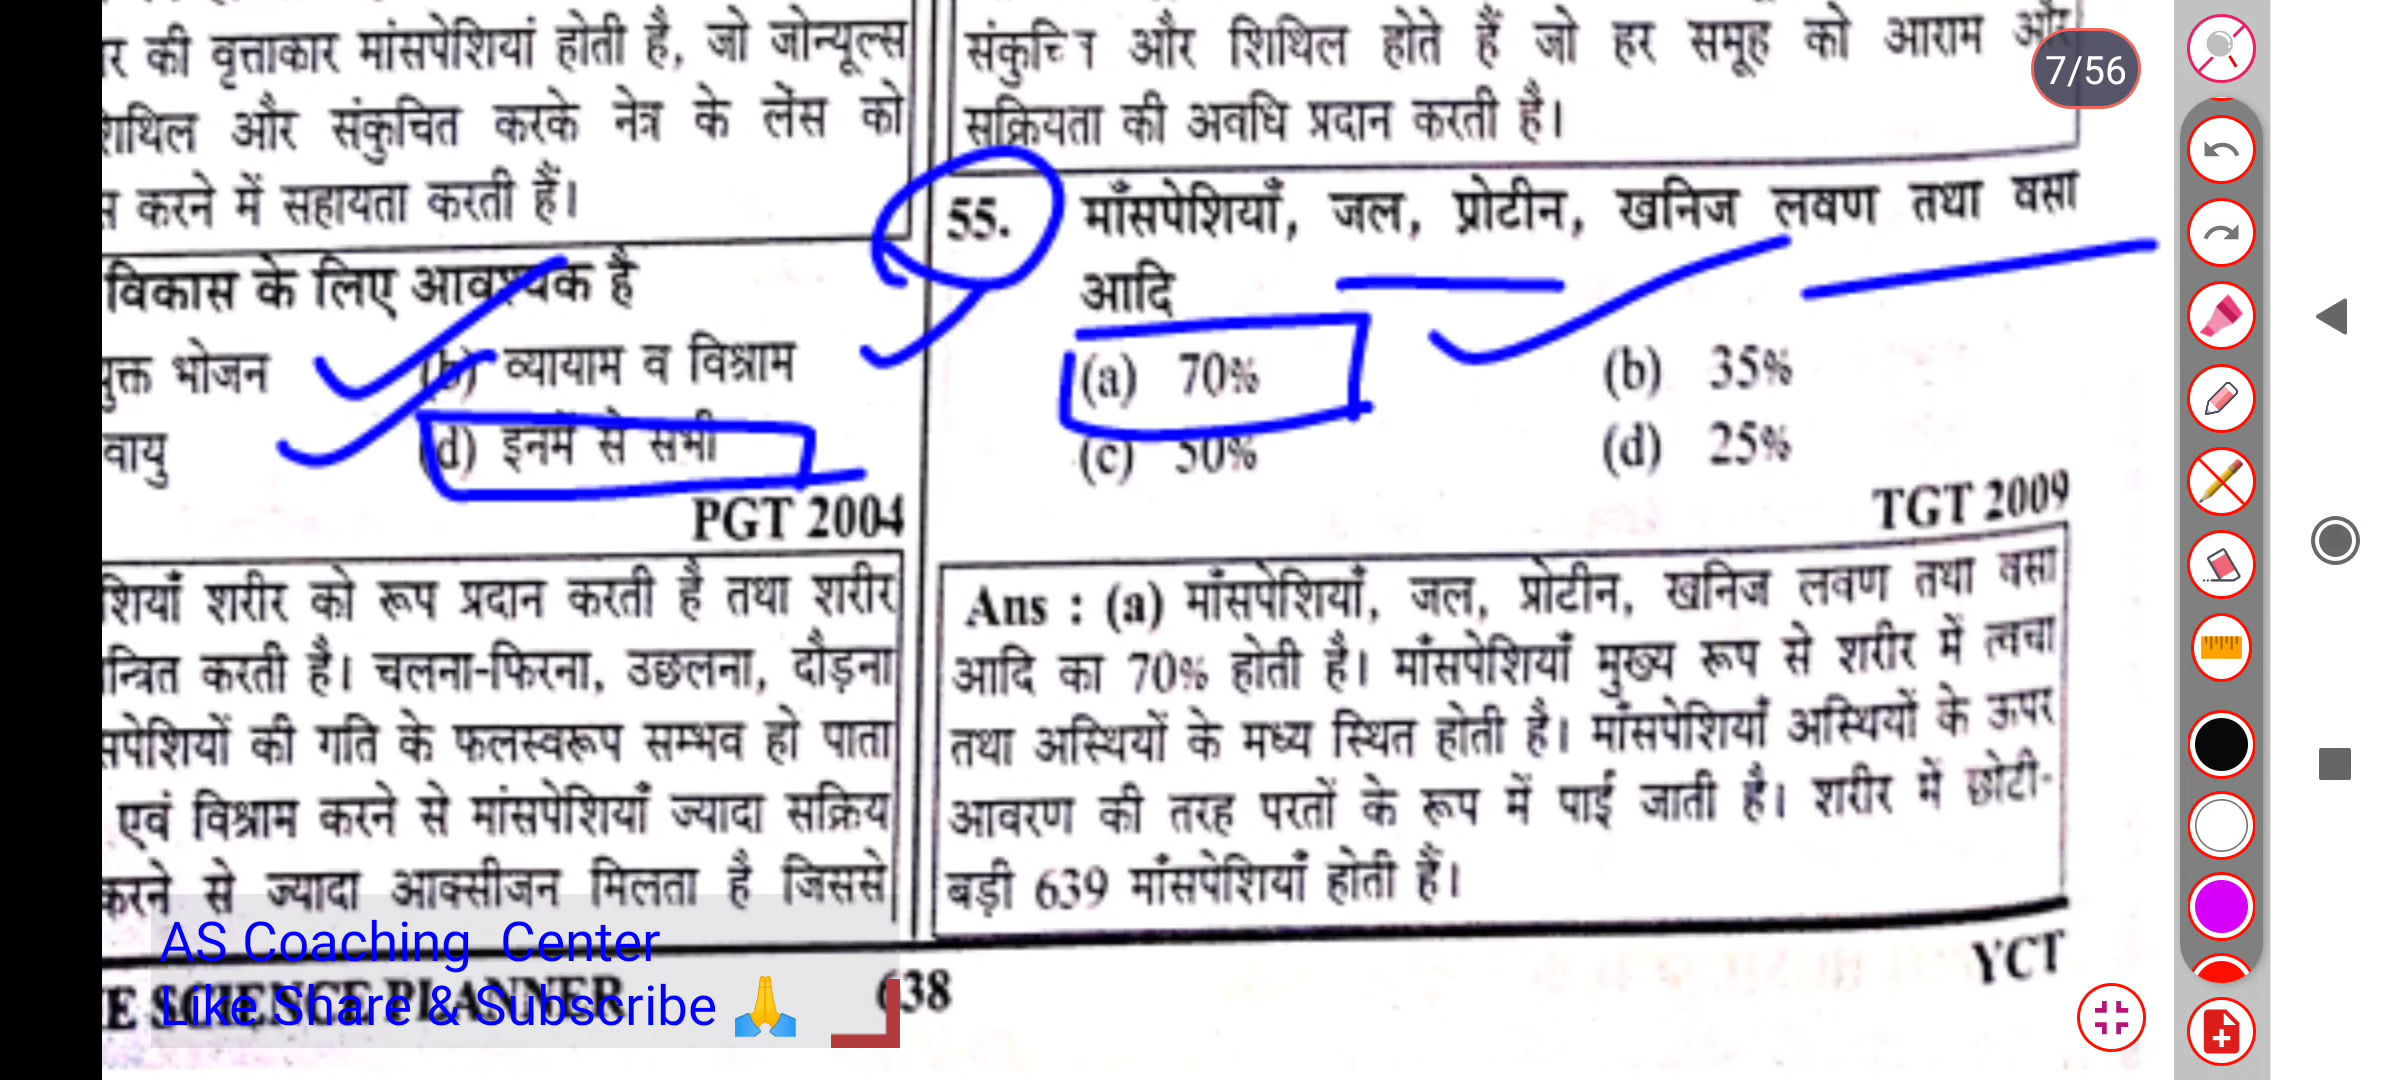 र की वृत्ताकार मांसपेशियां होती है, जो जोन्यूल्स
शिथिल और संकुचित करके नेत्र के लेंस को
स करने में सहायता करती हैं।
विकास के लिए आवश्यक है
युक्त भोजन (b) व्यायाम व विश्राम
वायु (d) इनमें से सभी
PGT 2004
शियाँ शरीर को रूप प्रदान करती है तथा शरीर
न्त्रित करती है। चलना-फिरना, उछलना, दौड़ना
सपेशियों की गति के फलस्वरूप सम्भव हो पाता
एवं विश्राम करने से मांसपेशियाँ ज्यादा सक्रिय
करने से ज्यादा आक्सीजन मिलता है जिससे
संकुचित और शिथिल होते हैं जो हर समूह को आराम और
सक्रियता की अवधि प्रदान करती है।
55. माँसपेशियाँ, जल, प्रोटीन, खनिज लवण तथा वसा
आदि
(a) 70% (b) 35%
(c) 50% (d) 25%
TGT 2009
Ans : (a) माँसपेशियाँ, जल, प्रोटीन, खनिज लवण तथा वसा
आदि का 70% होती है। माँसपेशियाँ मुख्य रूप से शरीर में त्वचा
तथा अस्थियों के मध्य स्थित होती है। माँसपेशियाँ अस्थियों के ऊपर
आवरण की तरह परतों के रूप में पाई जाती है। शरीर में छोटी-
बड़ी 639 माँसपेशियाँ होती हैं।
E SCIENCE PLANNER 638 YCT
AS Coaching Center
Like Share & Subscribe 🙏
7/56